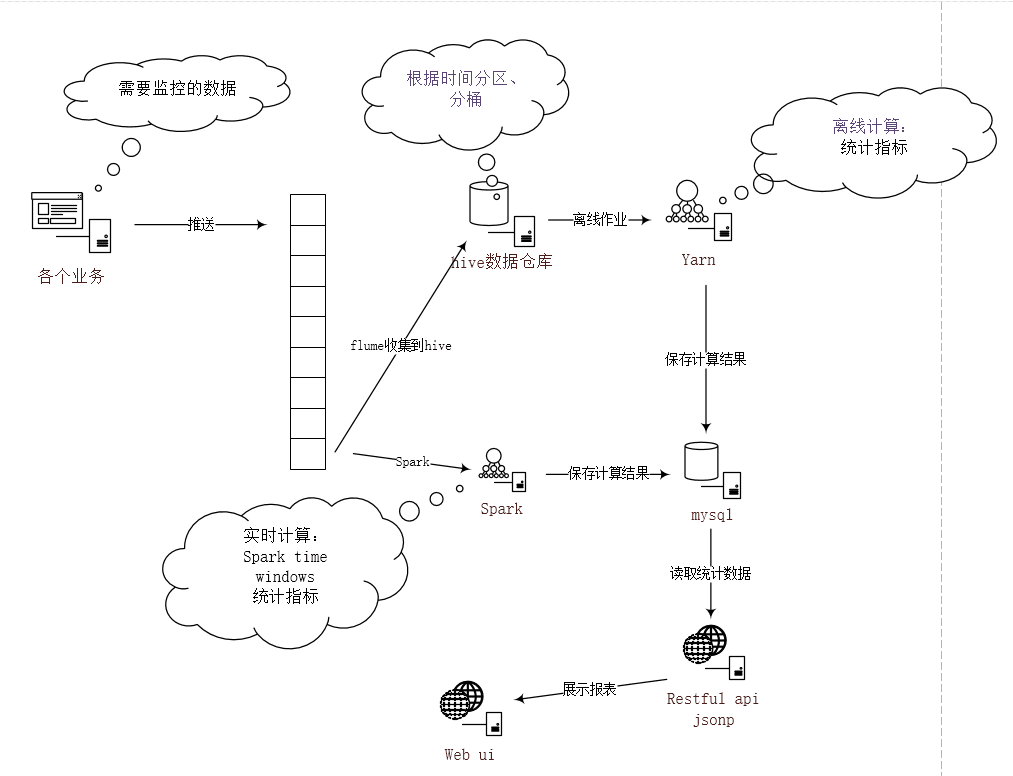 需要监控的数据
根据时间分区、
分桶
离线计算：
统计指标
推送
离线作业
各个业务
hive数据仓库
Yarn
flume收集到hive
保存计算结果
Spark
保存计算结果
Spark
mysql
实时计算：
Spark time
windows
统计指标
读取统计数据
展示报表
Restful api
jsonp
Web ui